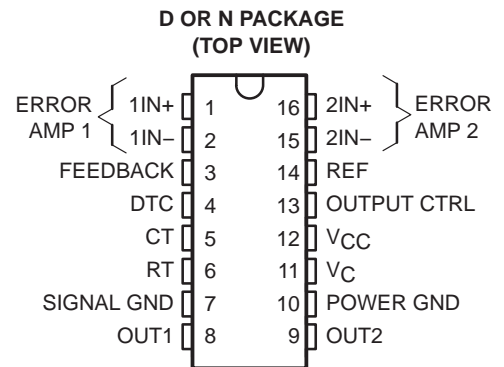 D OR N PACKAGE
(TOP VIEW)
ERROR
AMP 1
1IN+ 1 16 2IN+
1IN– 2 15 2IN–
ERROR
AMP 2
FEEDBACK 3 14 REF
DTC 4 13 OUTPUT CTRL
CT 5 12 VCC
RT 6 11 VC
SIGNAL GND 7 10 POWER GND
OUT1 8 9 OUT2